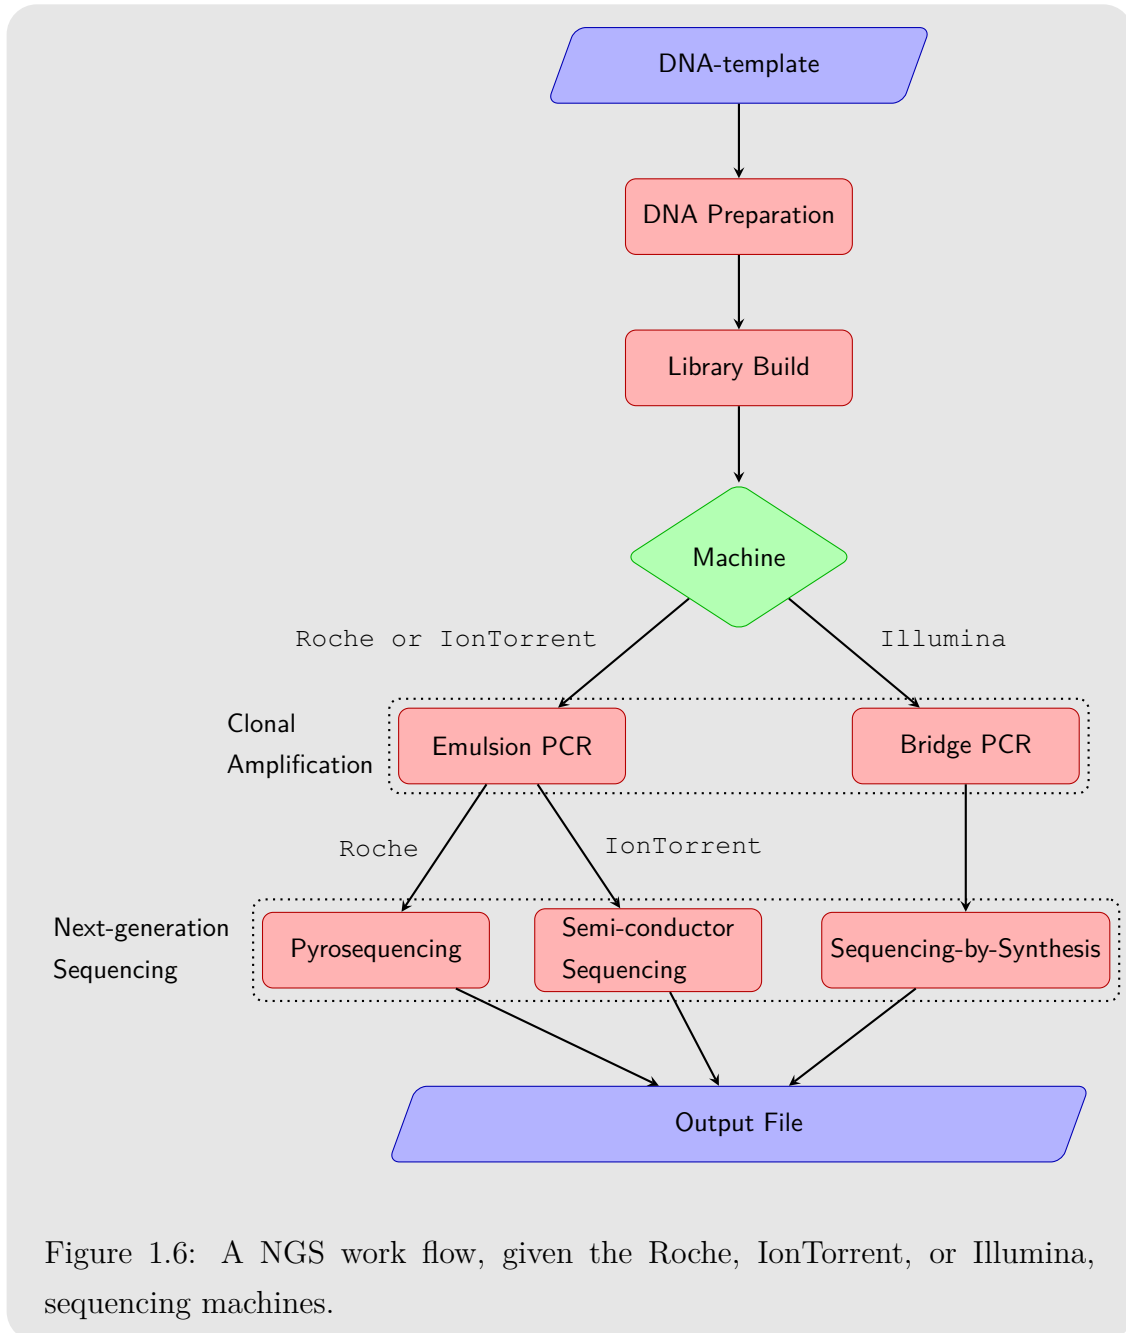 DNA-template
DNA Preparation
Library Build
Machine
Roche or IonTorrent
Illumina
Clonal
Amplification
Emulsion PCR
Bridge PCR
Roche
IonTorrent
Next-generation
Sequencing
Pyrosequencing
Semi-conductor
Sequencing
Sequencing-by-Synthesis
Output File
Figure 1.6: A NGS work flow, given the Roche, IonTorrent, or Illumina,
sequencing machines.